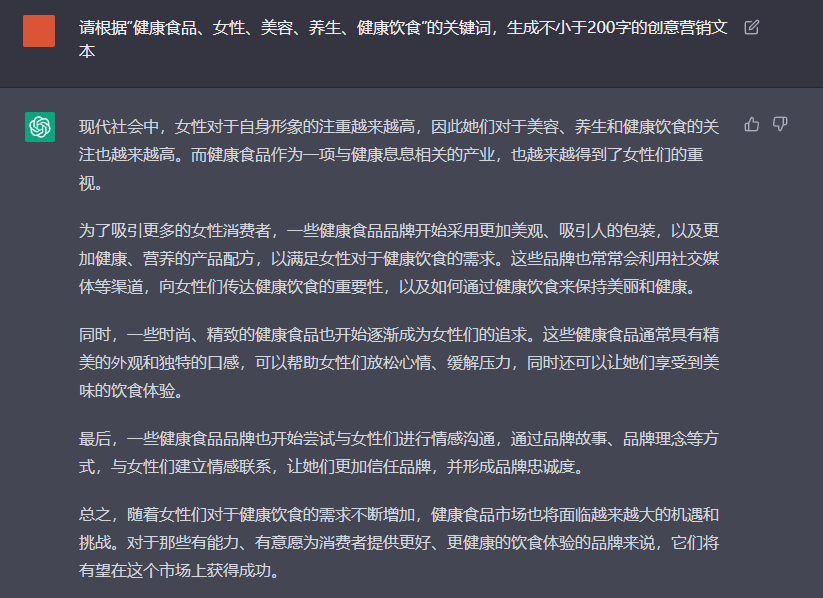 请根据“健康食品、女性、美容、养生、健康饮食”的关键词，生成不小于200字的创意营销文
本
现代社会中，女性对于自身形象的注重越来越高，因此她们对于美容、养生和健康饮食的关
注也越来越高。而健康食品作为一项与健康息息相关的产业，也越来越得到了女性们的重
视。
为了吸引更多的女性消费者，一些健康食品品牌开始采用更加美观、吸引人的包装，以及更
加健康、营养的产品配方，以满足女性对于健康饮食的需求。这些品牌也常常会利用社交媒
体等渠道，向女性们传达健康饮食的重要性，以及如何通过健康饮食来保持美丽和健康。
同时，一些时尚、精致的健康食品也开始逐渐成为女性们的追求。这些健康食品通常具有精
美的外观和独特的口感，可以帮助女性们放松心情、缓解压力，同时还可以让她们享受到美
味的饮食体验。
最后，一些健康食品品牌也开始尝试与女性们进行情感沟通，通过品牌故事、品牌理念等方
式，与女性们建立情感联系，让她们更加信任品牌，并形成品牌忠诚度。
总之，随着女性们对于健康饮食的需求不断增加，健康食品市场也将面临越来越大的机遇和
挑战。对于那些有能力、有意愿为消费者提供更好、更健康的饮食体验的品牌来说，它们将
有望在这个市场上获得成功。